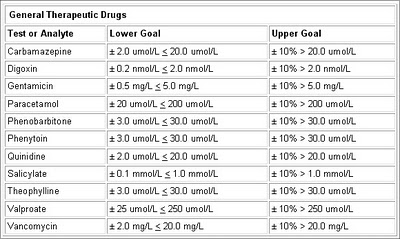 General Therapeutic Drugs
Test or Analyte Lower Goal Upper Goal
Carbamazepine ± 2.0 umol/L ≤ 20.0 umol/L ± 10% > 20.0 umol/L
Digoxin ± 0.2 nmol/L ≤ 2.0 nmol/L ± 10% > 2.0 nmol/L
Gentamicin ± 0.5 mg/L ≤ 5.0 mg/L ± 10% > 5.0 mg/L
Paracetamol ± 20 umol/L ≤ 200 umol/L ± 10% > 200 umol/L
Phenobarbitone ± 3.0 umol/L ≤ 30.0 umol/L ± 10% > 30.0 umol/L
Phenytoin ± 3.0 umol/L ≤ 30.0 umol/L ± 10% > 30.0 umol/L
Quinidine ± 2.0 umol/L ≤ 20.0 umol/L ± 10% > 20.0 umol/L
Salicylate ± 0.1 mmol/L ≤ 1.0 mmol/L ± 10% > 1.0 mmol/L
Theophylline ± 3.0 umol/L ≤ 30.0 umol/L ± 10% > 30.0 umol/L
Valproate ± 25 umol/L ≤ 250 umol/L ± 10% > 250 umol/L
Vancomycin ± 2.0 mg/L ≤ 20.0 mg/L ± 10% > 20.0 mg/L